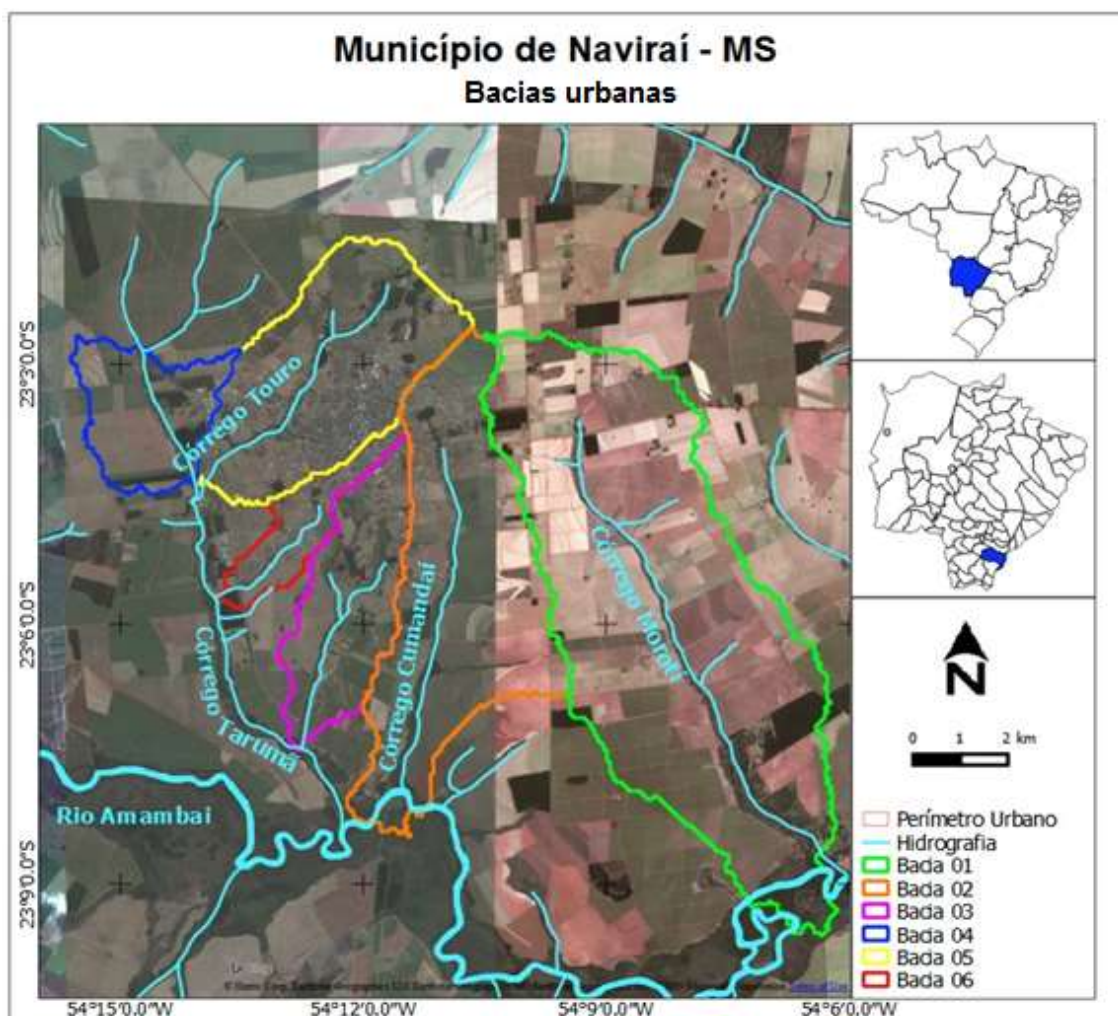 Município de Naviraí - MS
Bacias urbanas
23°3'0.0"S
23°6'0.0"S
23°9'0.0"S
Córrego Touro
Córrego Cumandaí
Córrego Morati
Córrego Tarumã
Rio Amambai
N
0 1 2 km
Perímetro Urbano
Hidrografia
Bacia 01
Bacia 02
Bacia 03
Bacia 04
Bacia 05
Bacia 06
54°15'0.0"W 54°12'0.0"W 54°9'0.0"W 54°6'0.0"W